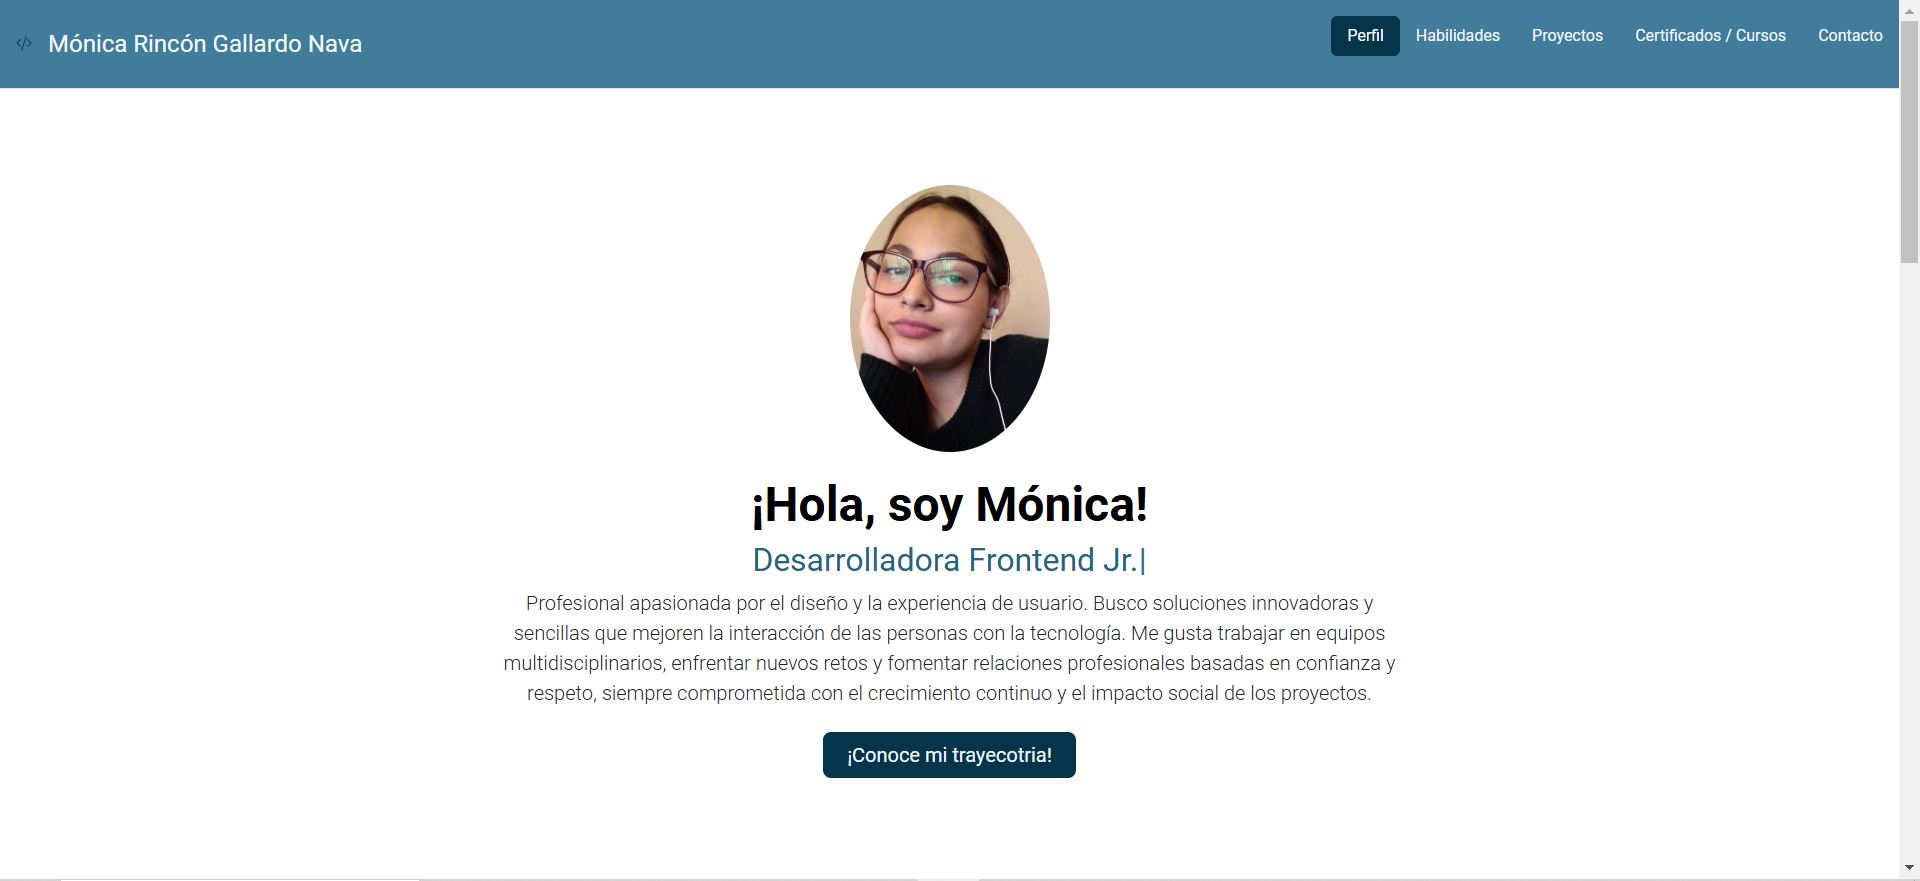 </> Mónica Rincón Gallardo Nava
Perfil Habilidades Proyectos Certificados / Cursos Contacto
¡Hola, soy Mónica!
Desarrolladora Frontend Jr.|
Profesional apasionada por el diseño y la experiencia de usuario. Busco soluciones innovadoras y
sencillas que mejoren la interacción de las personas con la tecnología. Me gusta trabajar en equipos
multidisciplinarios, enfrentar nuevos retos y fomentar relaciones profesionales basadas en confianza y
respeto, siempre comprometida con el crecimiento continuo y el impacto social de los proyectos.
¡Conoce mi trayecotria!